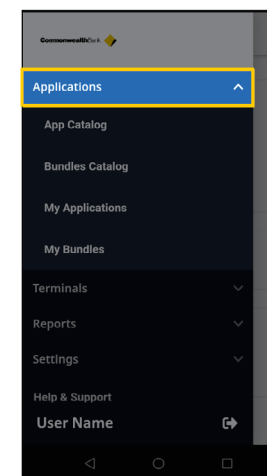 CommonwealthBank
Applications
App Catalog
Bundles Catalog
My Applications
My Bundles
Terminals
Reports
Settings
Help & Support
User Name